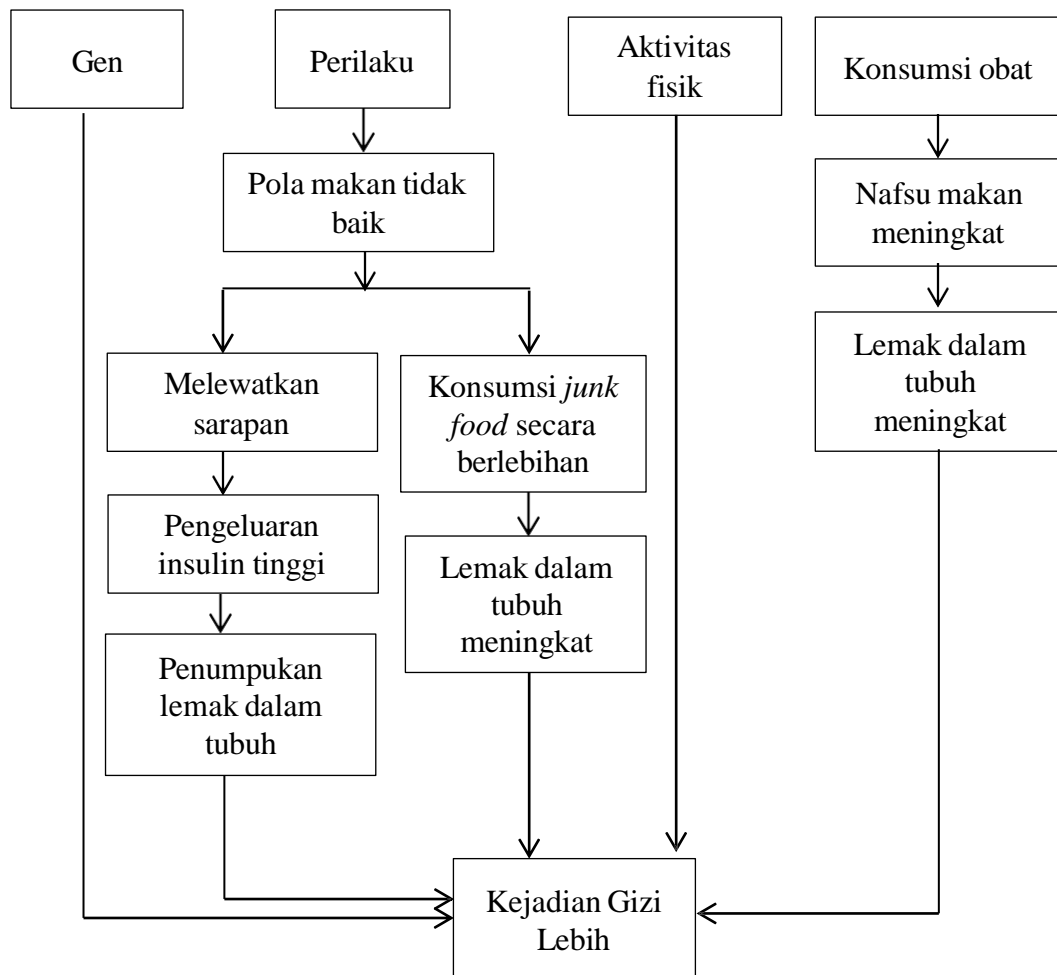 Gen
Perilaku
Aktivitas
fisik
Konsumsi obat
Pola makan tidak
baik
Nafsu makan
meningkat
Melewatkan
sarapan
Konsumsi junk
food secara
berlebihan
Lemak dalam
tubuh
meningkat
Pengeluaran
insulin tinggi
Lemak dalam
tubuh
meningkat
Penumpukan
lemak dalam
tubuh
Kejadian Gizi
Lebih